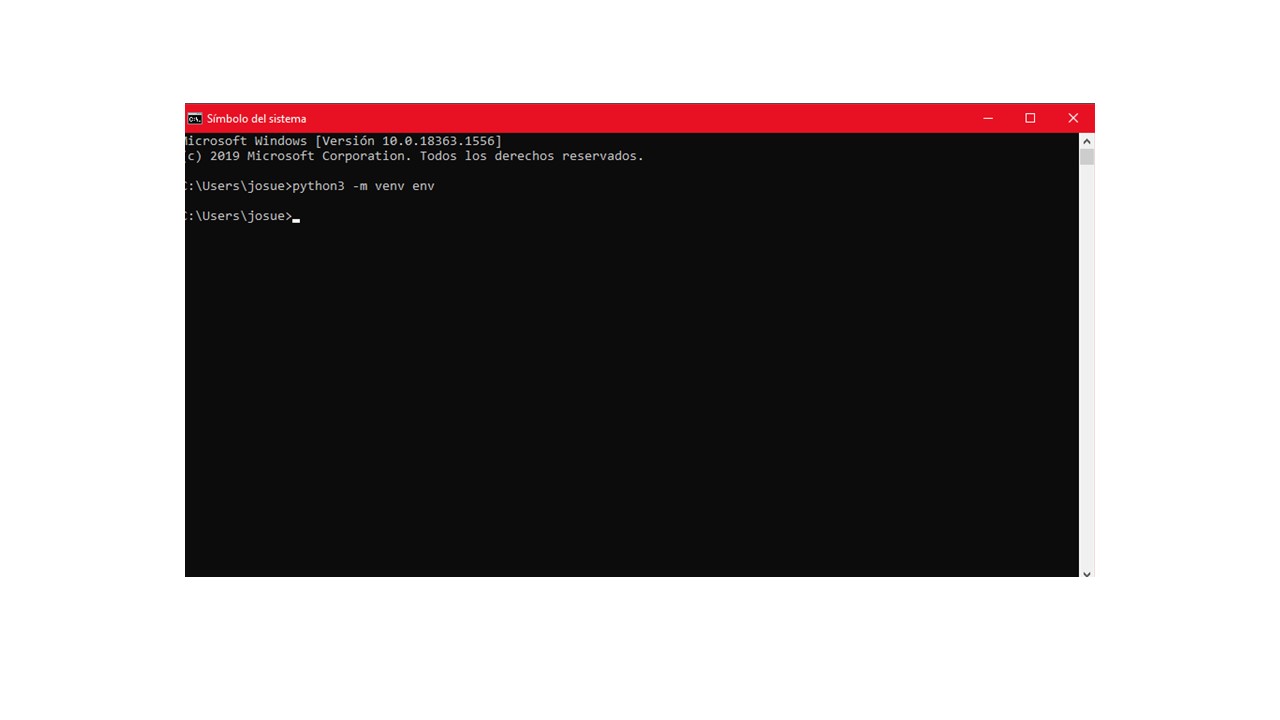 Símbolo del sistema
Microsoft Windows [Versión 10.0.18363.1556]
(c) 2019 Microsoft Corporation. Todos los derechos reservados.
C:\Users\josue>python3 -m venv env
C:\Users\josue>